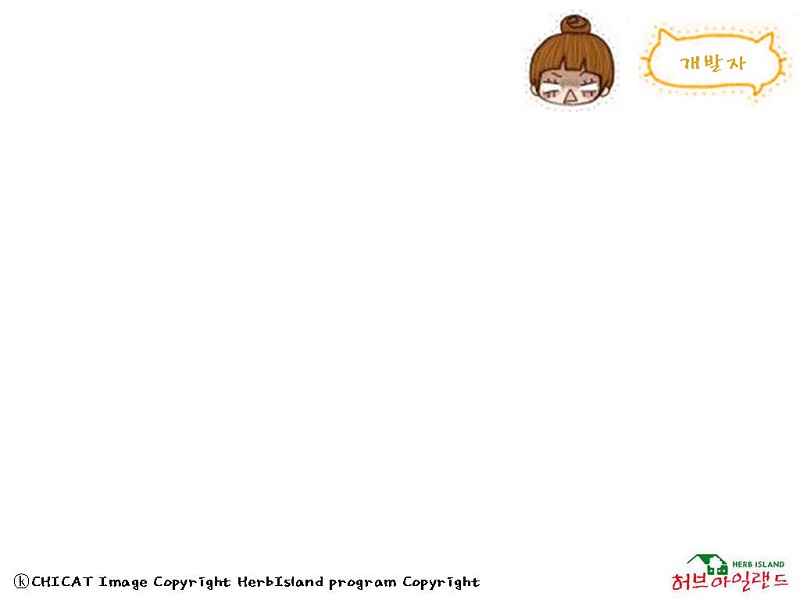 개발자
ⓚCHICAT Image Copyright HerbIsland program Copyright
HERB ISLAND
허브아일랜드